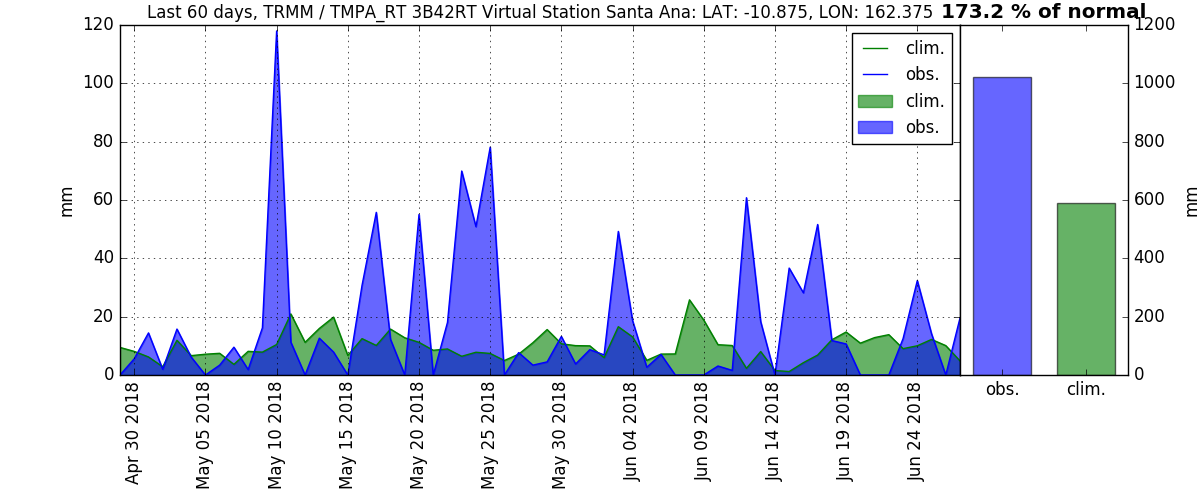 Last 60 days, TRMM / TMPA_RT 3B42RT Virtual Station Santa Ana: LAT: -10.875, LON: 162.375 173.2 % of normal
120
100
80
60
40
20
0
mm
clim.
obs.
clim.
obs.
1200
1000
800
600
400
200
0
mm
Apr 30 2018
May 05 2018
May 10 2018
May 15 2018
May 20 2018
May 25 2018
May 30 2018
Jun 04 2018
Jun 09 2018
Jun 14 2018
Jun 19 2018
Jun 24 2018
obs.
clim.